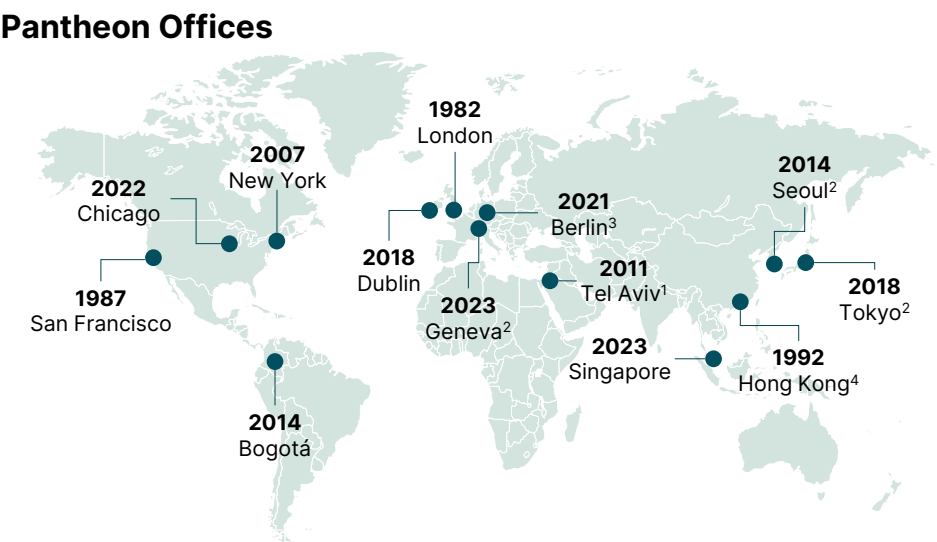 Pantheon Offices
1982
London
2007
New York
2022
Chicago
2014
Seoul²
2021
Berlin³
2018
Dublin
2011
Tel Aviv¹
1987
San Francisco
2023
Geneva²
2018
Tokyo²
2023
Singapore
1992
Hong Kong⁴
2014
Bogotá